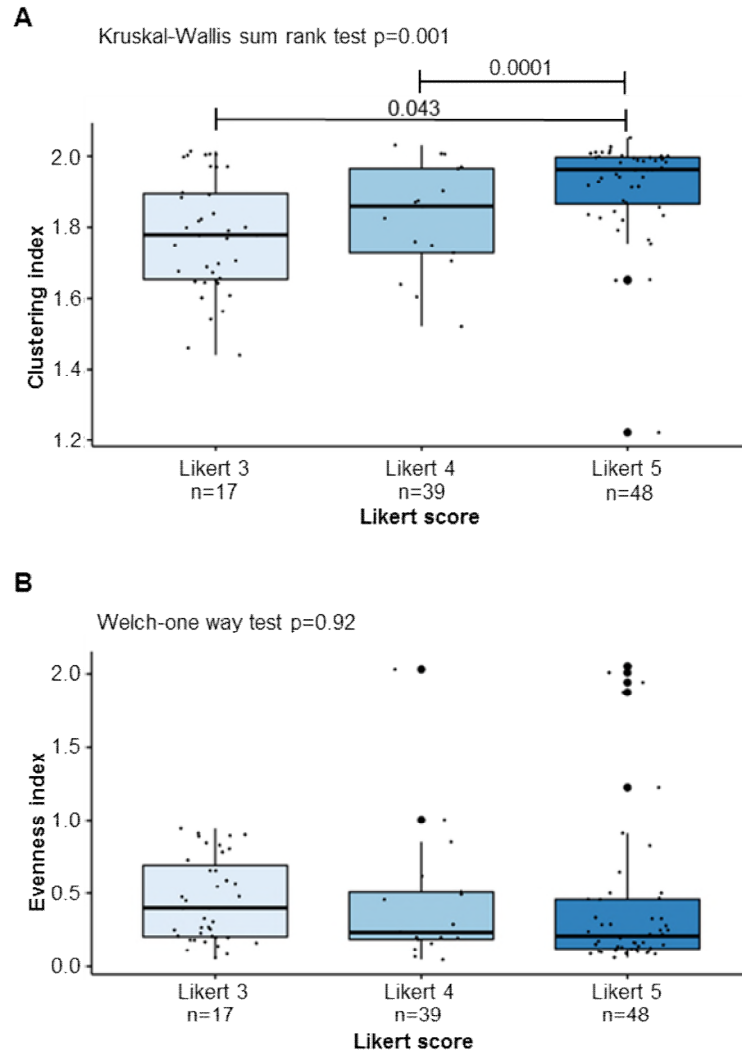 A
Kruskal-Wallis sum rank test p=0.001
0.0001
0.043
2.0
1.8
1.6
1.4
1.2
Clustering index
Likert 3
n=17
Likert 4
n=39
Likert 5
n=48
Likert score
B
Welch-one way test p=0.92
2.0
1.5
1.0
0.5
0.0
Evenness index
Likert 3
n=17
Likert 4
n=39
Likert 5
n=48
Likert score